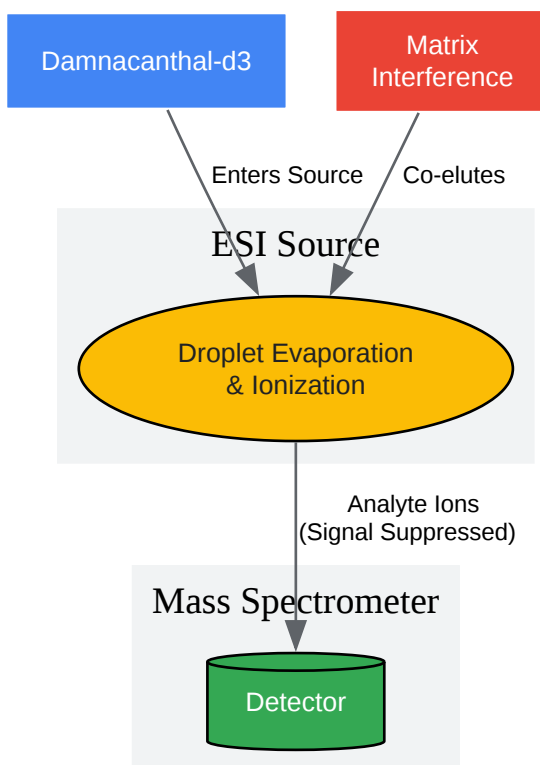 Damnacanthal-d3
Matrix
Interference
Enters Source
Co-elutes
ESI Source
Droplet Evaporation
& Ionization
Analyte Ions
(Signal Suppressed)
Mass Spectrometer
Detector